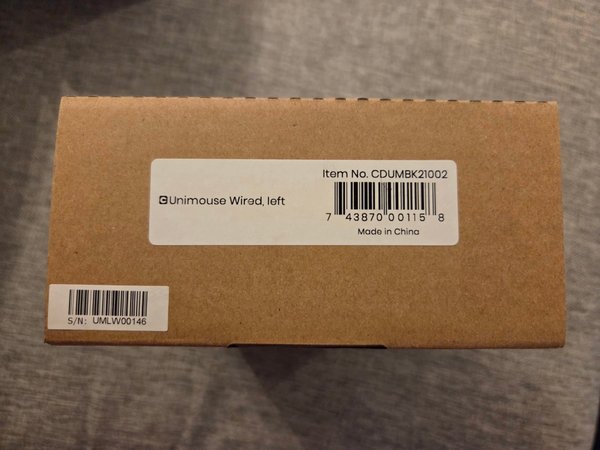 Unimouse Wired, left
Item No. CDUMBK21002
7 43870 00115 8
Made in China
S/N: UMLW00146